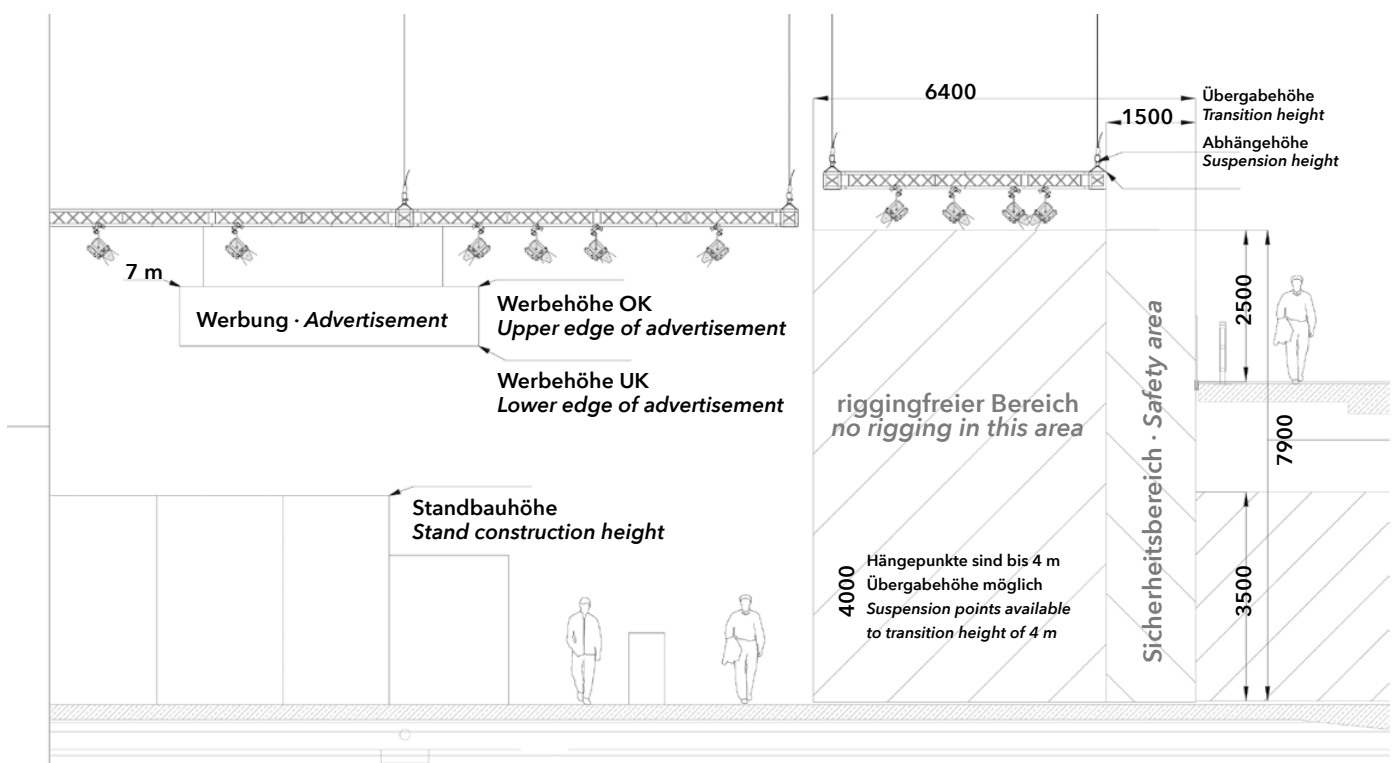 6400
1500
Übergabehöhe
Transition height
Abhängehöhe
Suspension height
7 m
Werbung · Advertisement
Werbehöhe OK
Upper edge of advertisement
Werbehöhe UK
Lower edge of advertisement
Standbauhöhe
Stand construction height
riggingfreier Bereich
no rigging in this area
4000
Hängepunkte sind bis 4 m
Übergabehöhe möglich
Suspension points available
to transition height of 4 m
Sicherheitsbereich · Safety area
2500
7900
3500